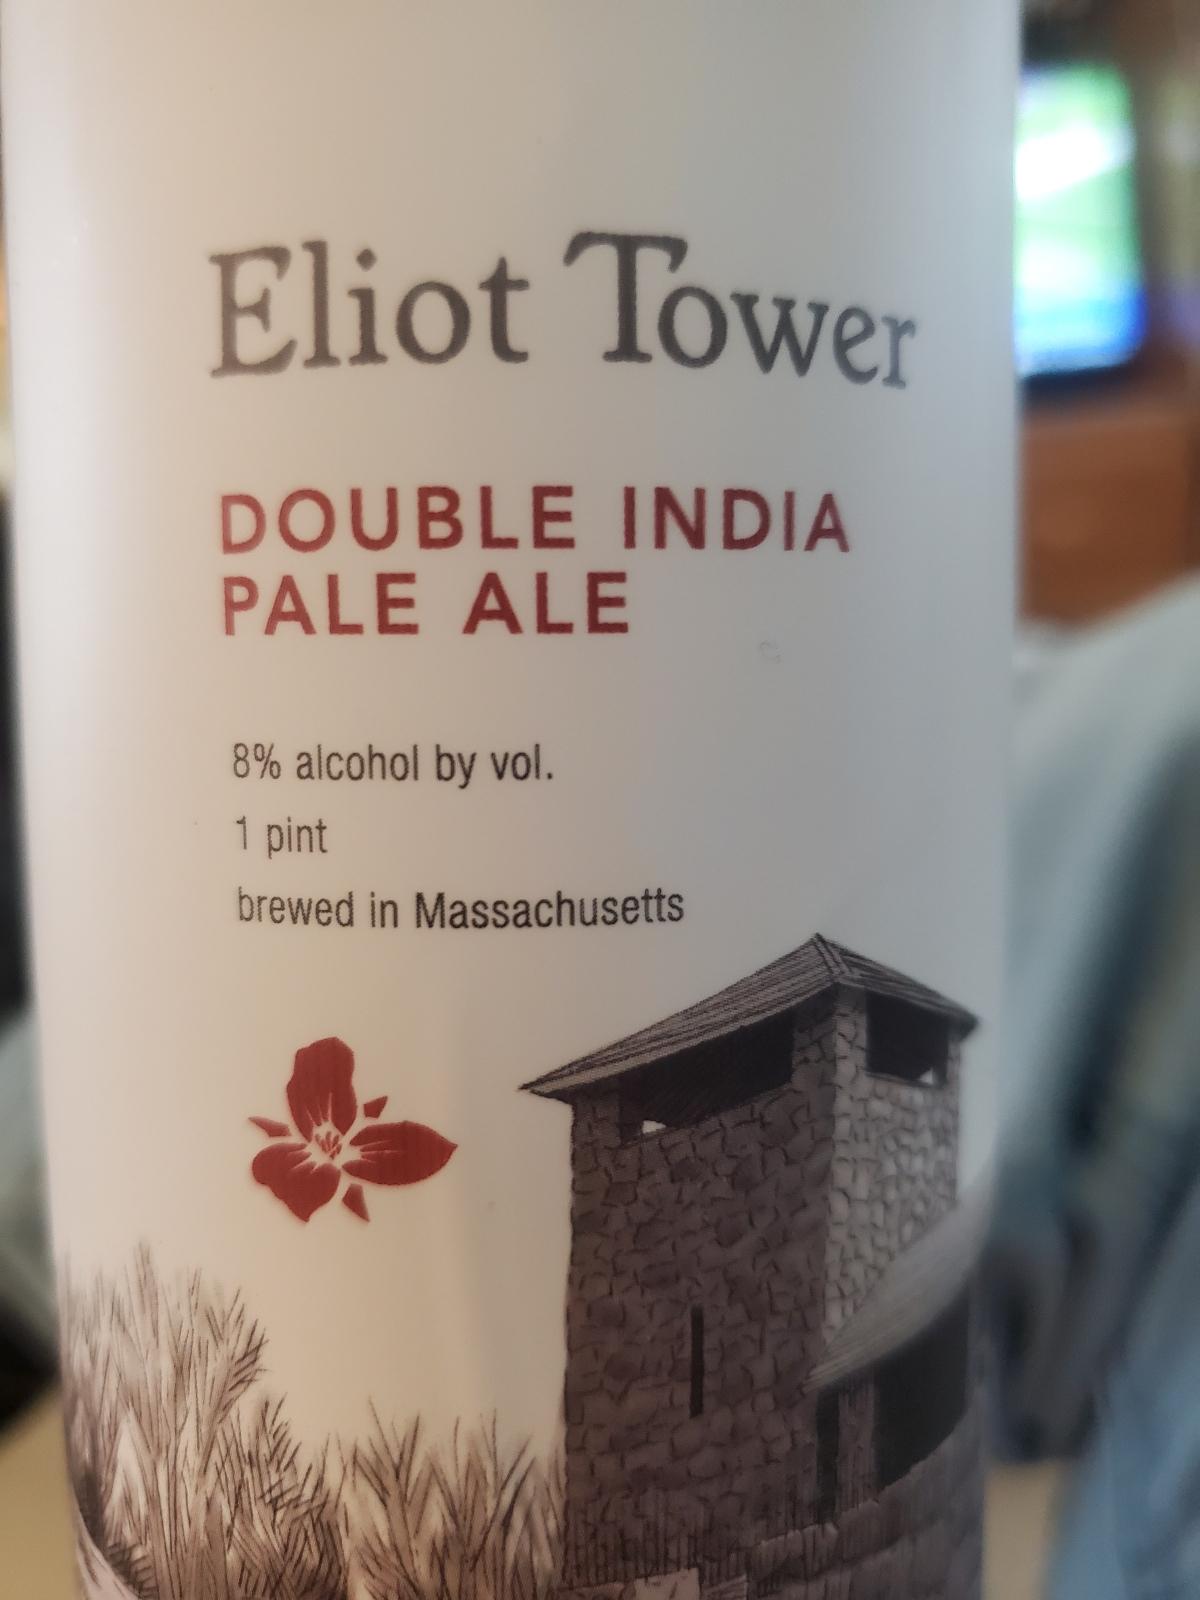 Eliot Tower
DOUBLE INDIA
PALE ALE
8% alcohol by vol.
1 pint
brewed in Massachusetts